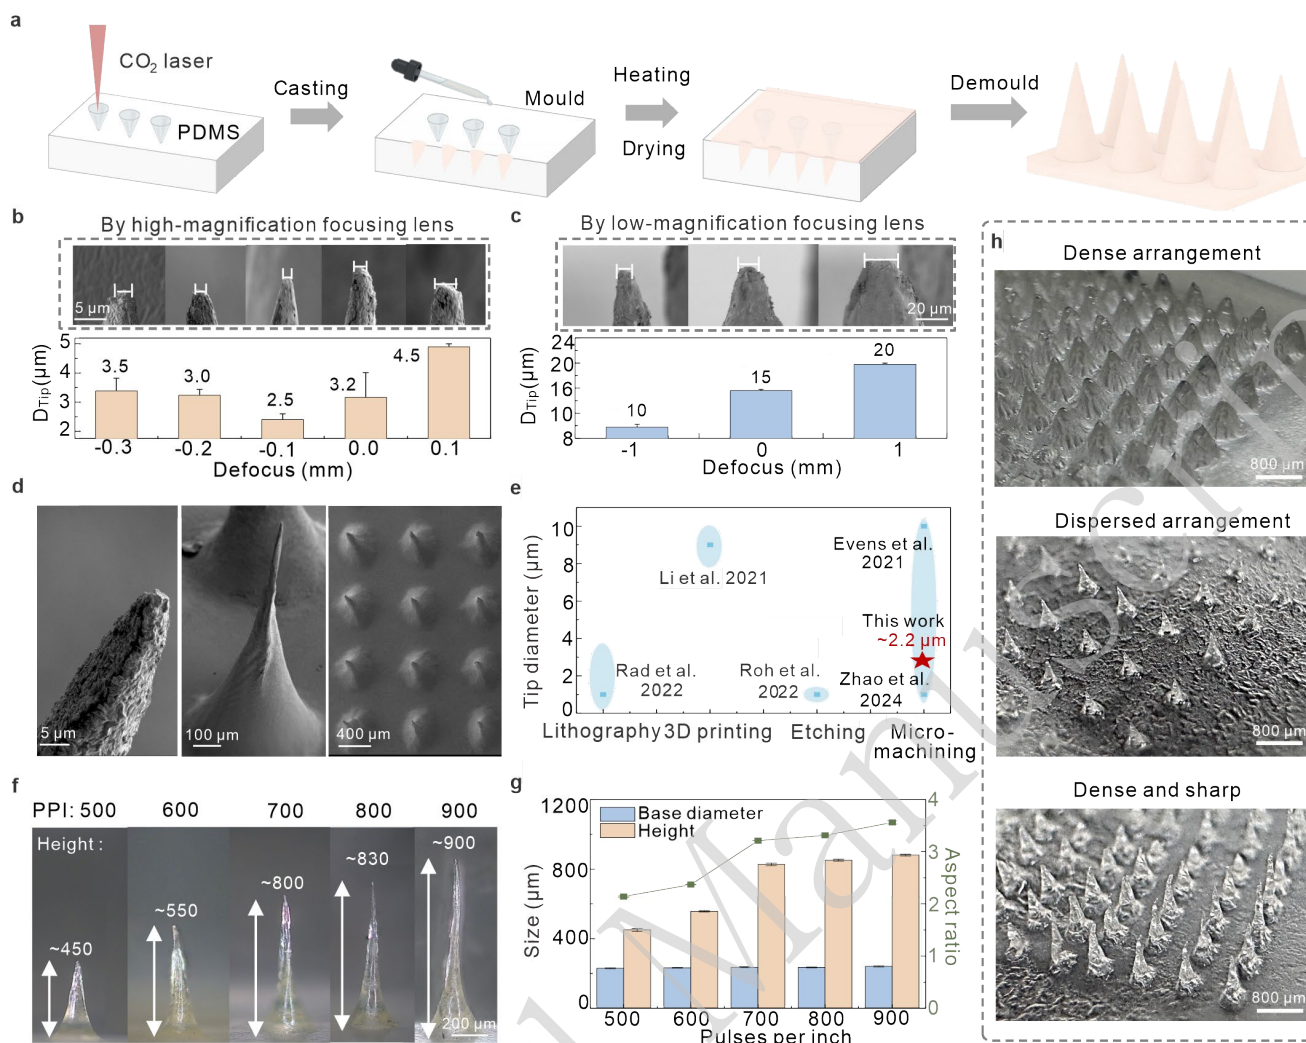 a
CO2 laser
PDMS
Casting
Mould
Heating
Drying
Demould
b
By high-magnification focusing lens
5 µm
DTip(µm)
5
4
3
2
3.5
3.0
2.5
3.2
4.5
-0.3
-0.2
-0.1
0.0
0.1
Defocus (mm)
c
By low-magnification focusing lens
20 µm
DTip(µm)
24
20
16
10
8
10
15
20
-1
0
1
Defocus (mm)
d
5 µm
100 µm
400 µm
e
Tip diameter (µm)
10
8
6
4
2
0
Li et al. 2021
Evens et al.
2021
This work
~2.2 µm
Rad et al.
2022
Roh et al.
2022
Zhao et al.
2024
Lithography
3D printing
Etching
Micro-
machining
f
PPI: 500
600
700
800
900
Height :
~450
~550
~800
~830
~900
200 µm
g
Size (µm)
1200
800
400
0
Base diameter
Height
4
3
2
1
0
Aspect ratio
500
600
700
800
900
Pulses per inch
h
Dense arrangement
800 µm
Dispersed arrangement
800 µm
Dense and sharp
800 µm